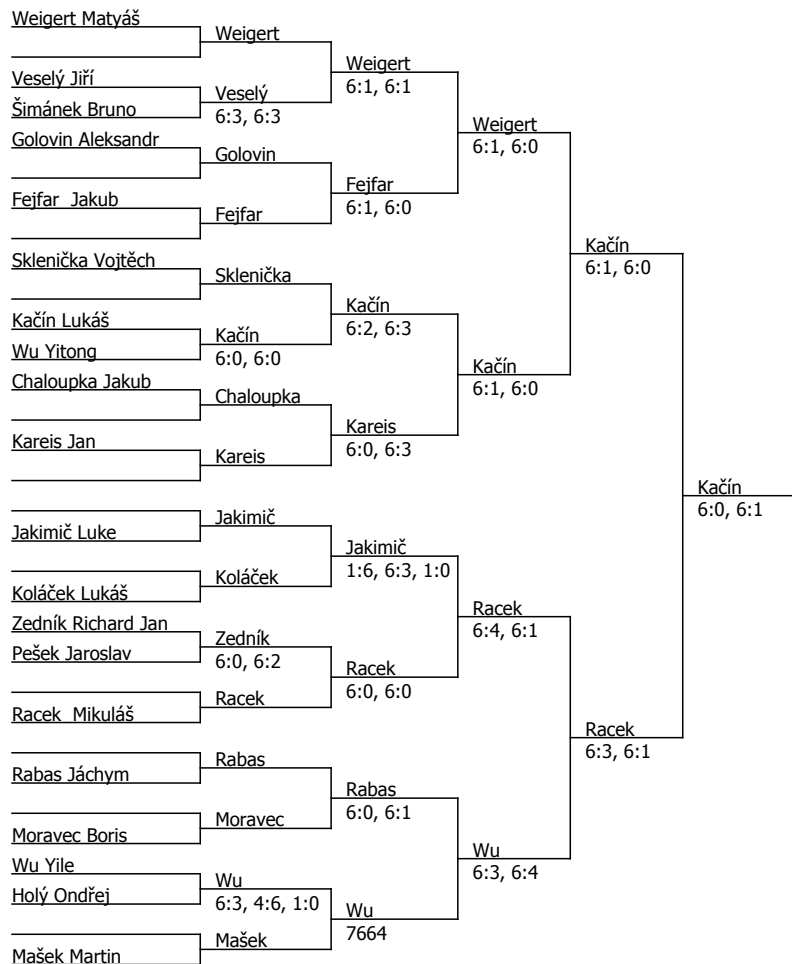 Weigert Matyáš
Weigert
Weigert
6:1, 6:1
Veselý Jiří
Veselý
6:3, 6:3
Šimánek Bruno
Weigert
6:1, 6:0
Golovin Aleksandr
Golovin
Fejfar
6:1, 6:0
Fejfar  Jakub
Fejfar
Kačín
6:1, 6:0
Sklenička Vojtěch
Sklenička
Kačín
6:2, 6:3
Kačín Lukáš
Kačín
6:0, 6:0
Wu Yitong
Kačín
6:1, 6:0
Chaloupka Jakub
Chaloupka
Kareis
6:0, 6:3
Kareis Jan
Kareis
Kačín
6:0, 6:1
Jakimič
Jakimič Luke
Jakimič
1:6, 6:3, 1:0
Koláček
Koláček Lukáš
Racek
6:4, 6:1
Zedník Richard Jan
Zedník
6:0, 6:2
Pešek Jaroslav
Racek
6:0, 6:0
Racek
Racek  Mikuláš
Racek
6:3, 6:1
Rabas
Rabas Jáchym
Rabas
6:0, 6:1
Moravec
Moravec Boris
Wu
6:3, 6:4
Wu Yile
Wu
6:3, 4:6, 1:0
Holý Ondřej
Wu
7664
Mašek
Mašek Martin